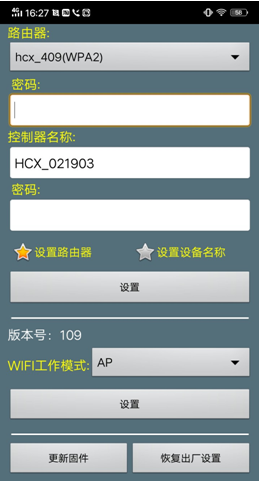 4G 16:27 58
路由器:
hcx_409(WPA2)
密码:
控制器名称:
HCX_021903
密码:
设置路由器 设置设备名称
设置
版本号：109
WIFI工作模式: AP
设置
更新固件 恢复出厂设置